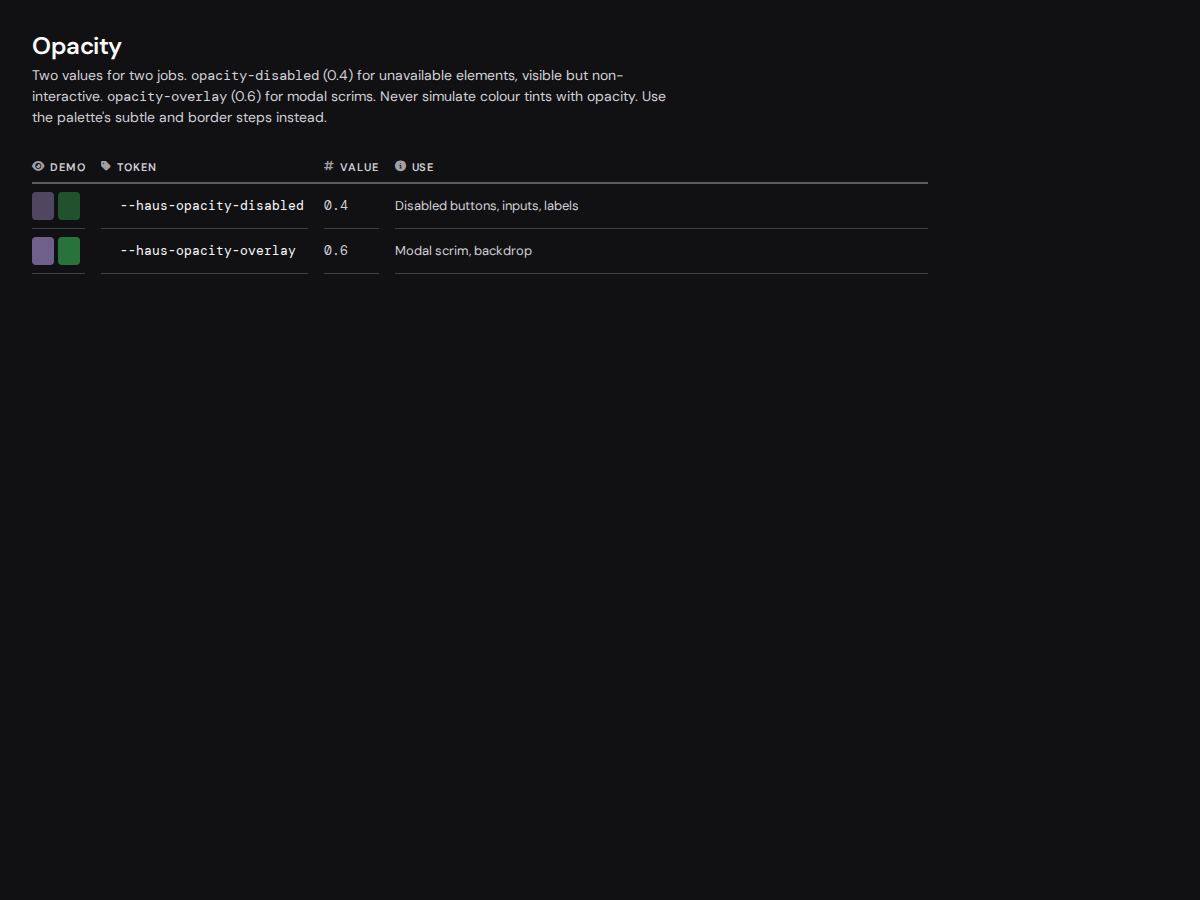 Opacity
Two values for two jobs. opacity-disabled (0.4) for unavailable elements, visible but non-
interactive. opacity-overlay (0.6) for modal scrims. Never simulate colour tints with opacity. Use
the palette's subtle and border steps instead.
DEMO TOKEN # VALUE USE
--haus-opacity-disabled 0.4 Disabled buttons, inputs, labels
--haus-opacity-overlay 0.6 Modal scrim, backdrop